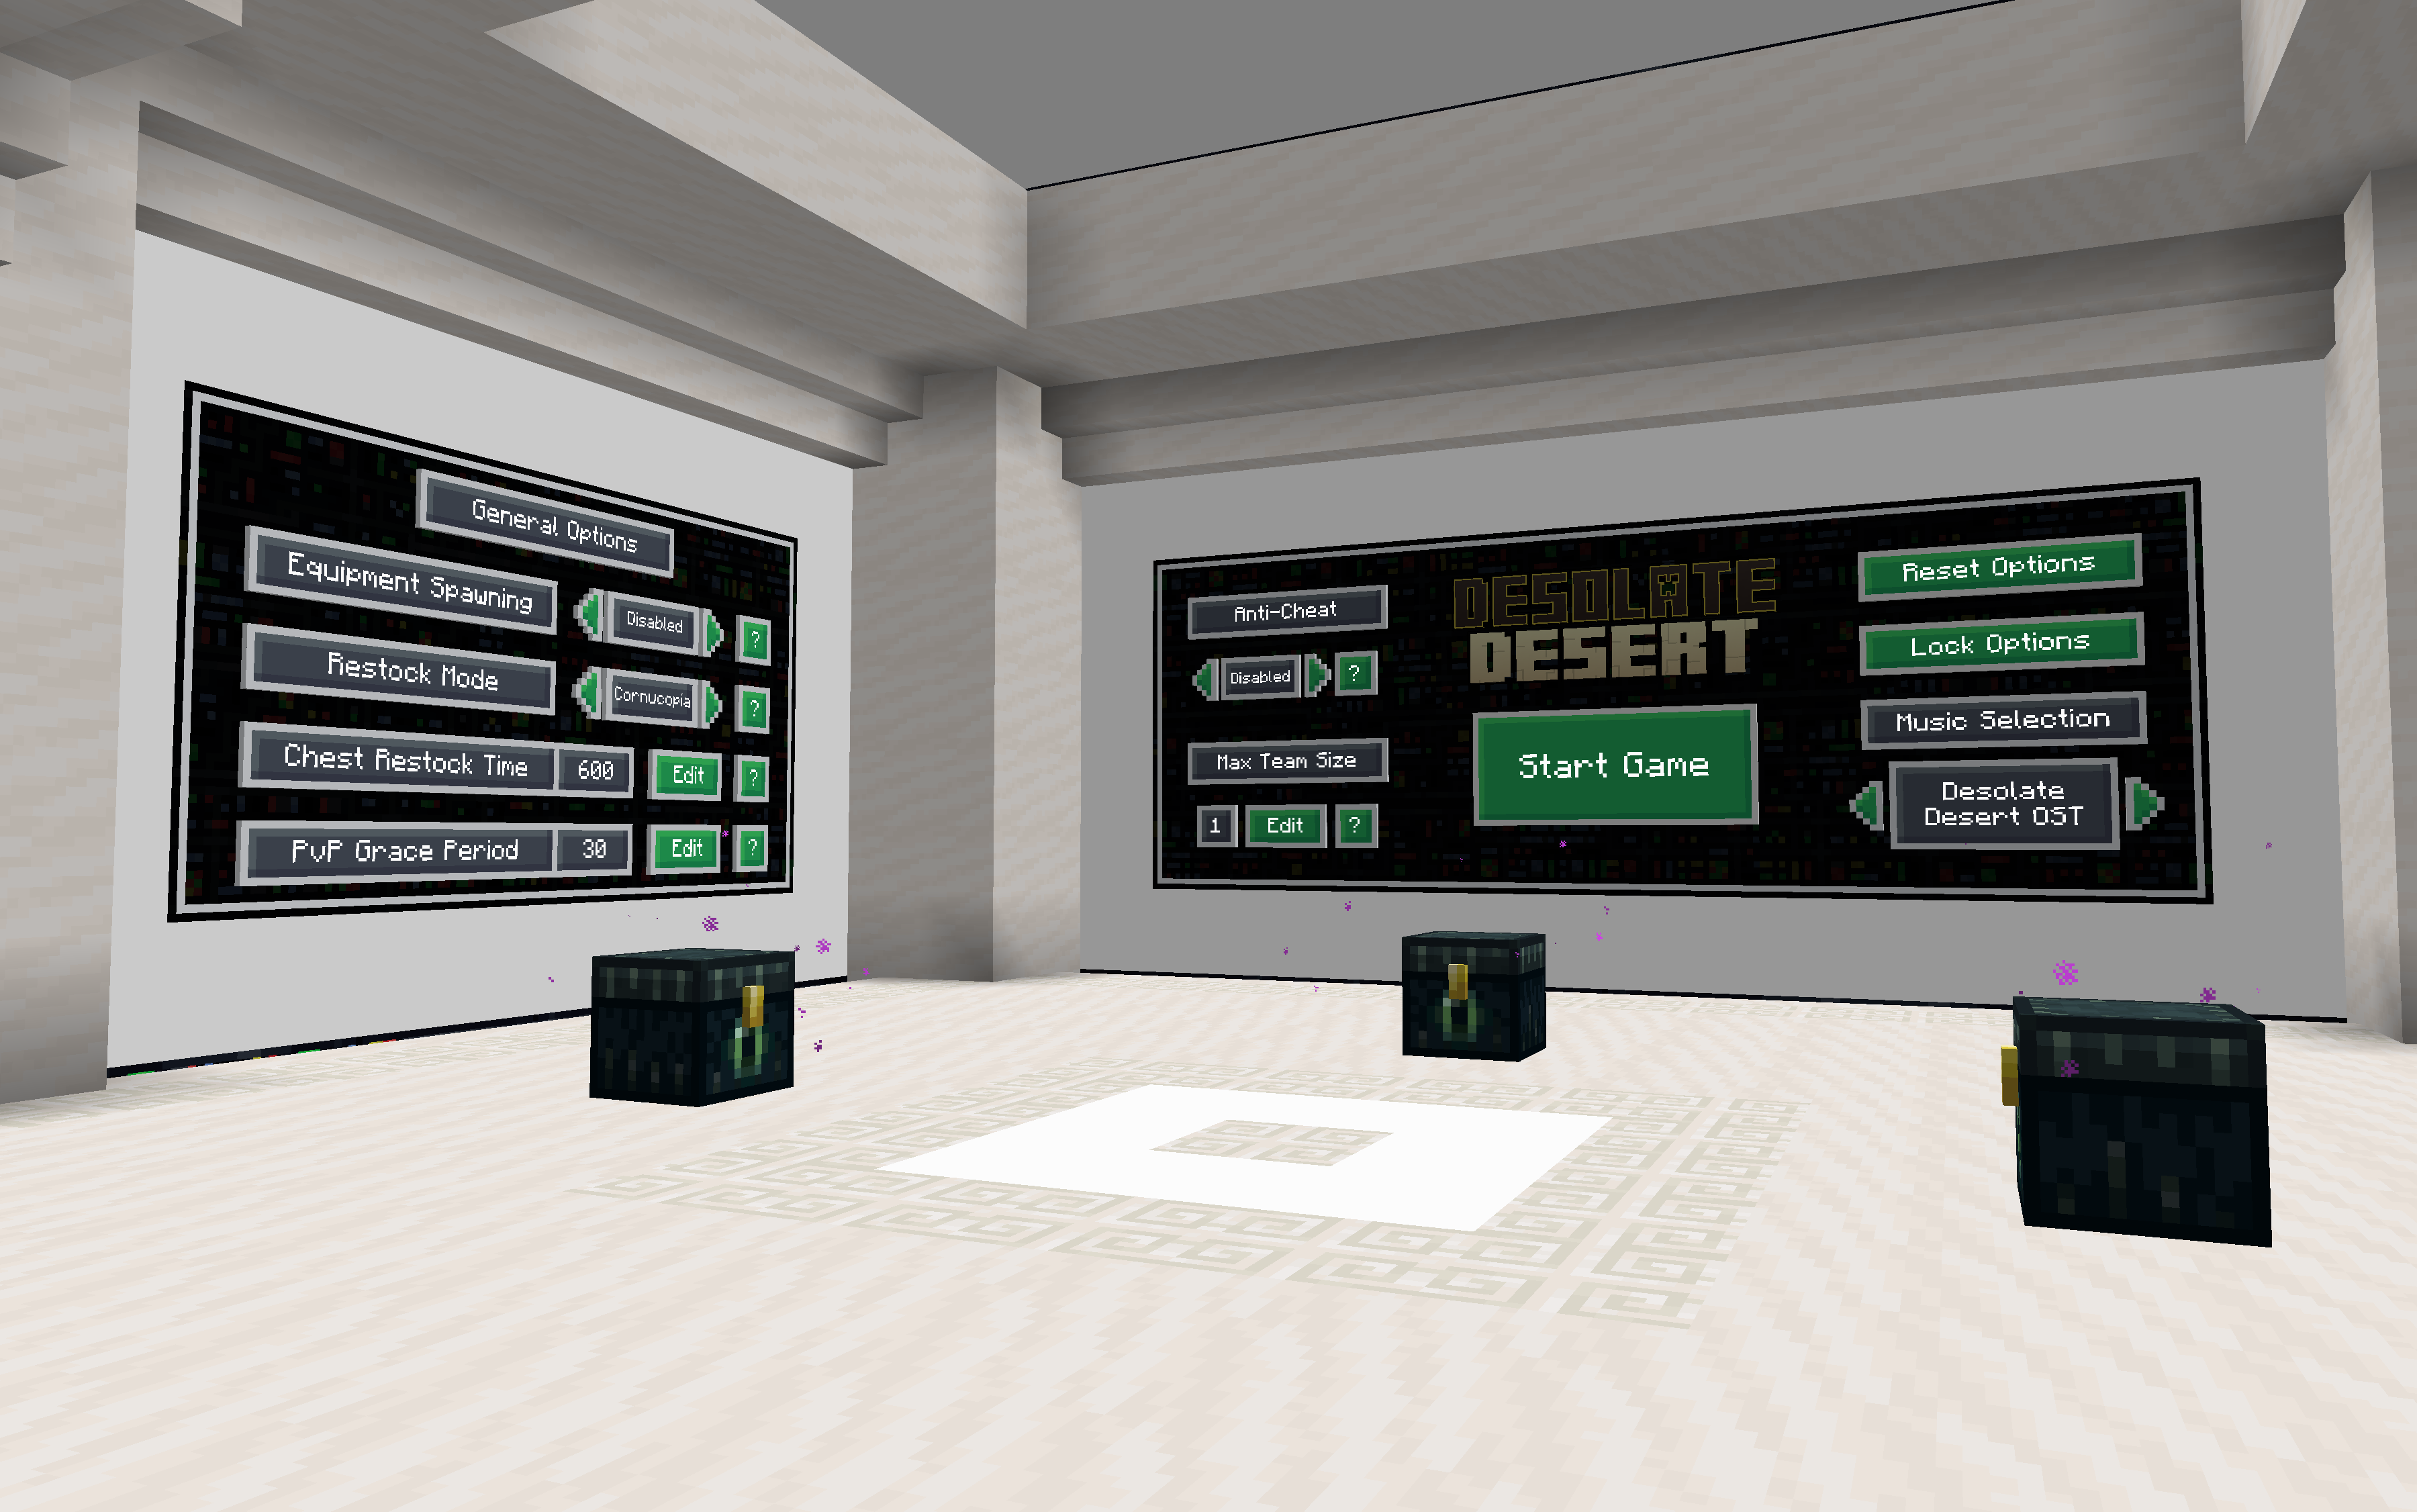 General Options
Equipment Spawning
Disabled
?
Restock Mode
Cornucopia
?
Chest Restock Time
600
Edit
?
PvP Grace Period
30
Edit
?
Anti-Cheat
Disabled
?
Max Team Size
1
Edit
?
DESOLATE
DESERT
Start Game
Reset Options
Lock Options
Music Selection
Desolate
Desert OST